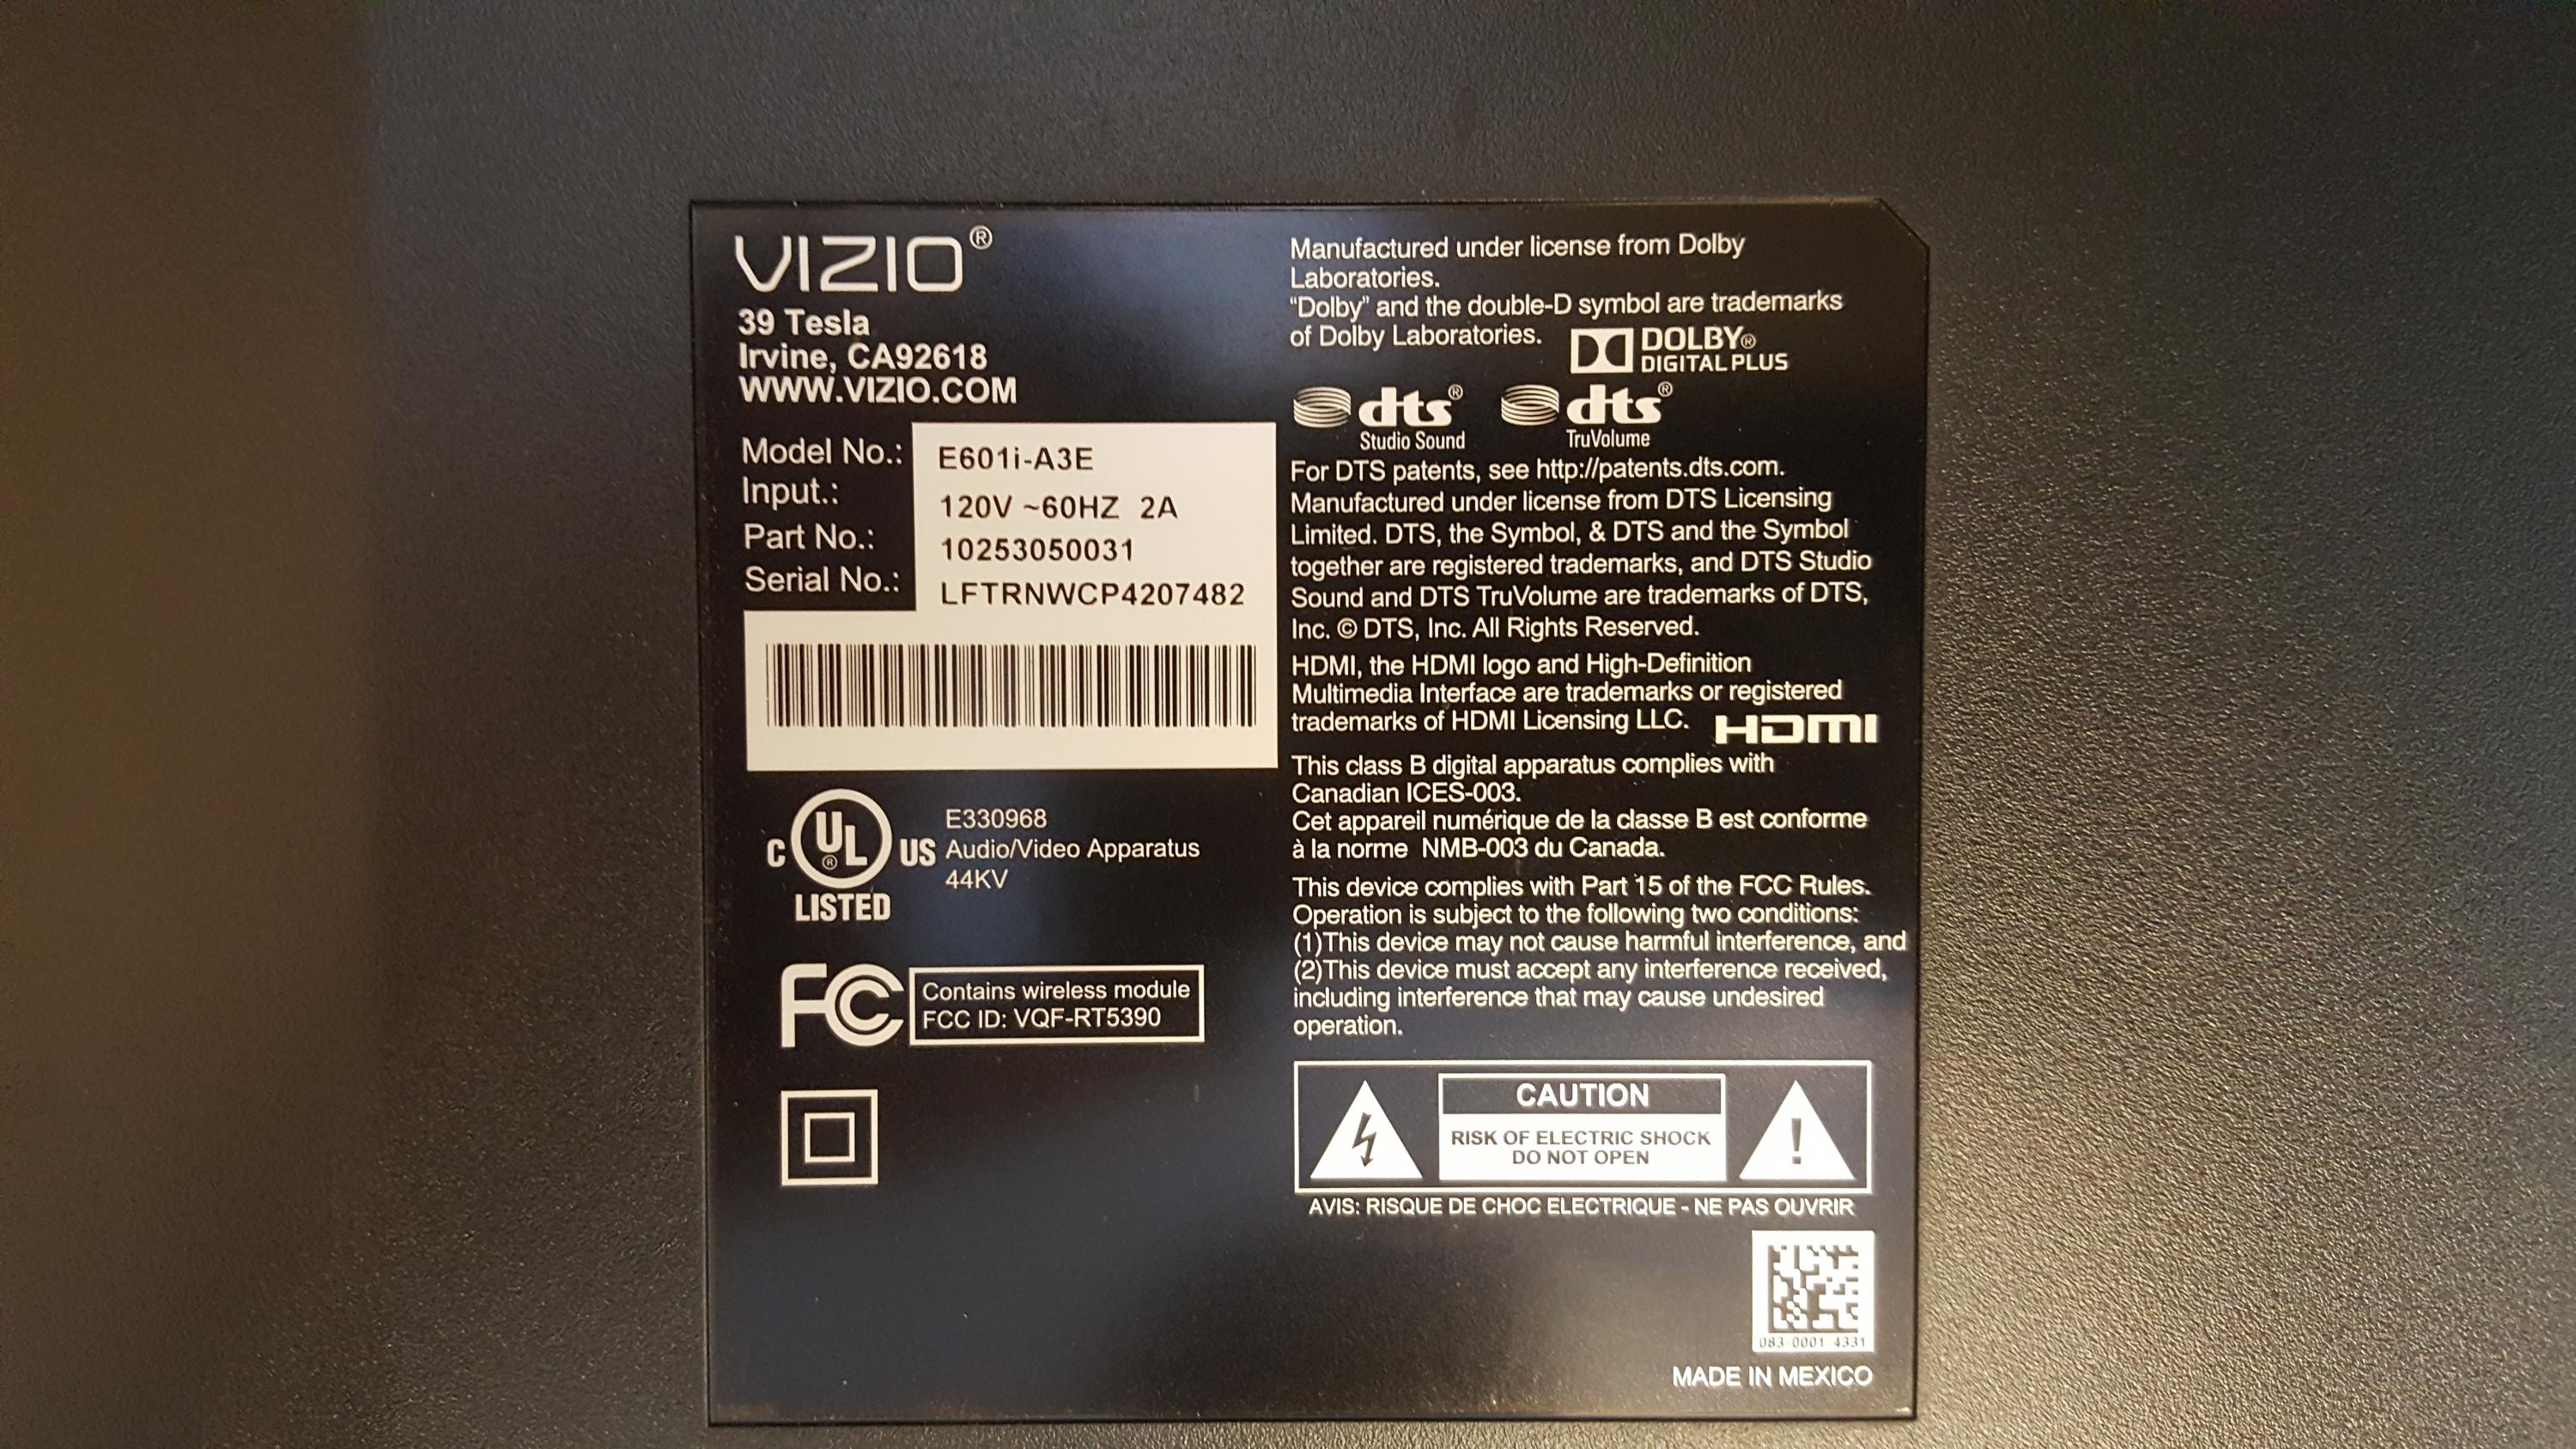 VIZIO®
39 Tesla
Irvine, CA92618
WWW.VIZIO.COM
Model No.: E601i-A3E
Input.: 120V ~60HZ 2A
Part No.: 10253050031
Serial No.: LFTRNWCP4207482
C UL® US
LISTED
E330968
Audio/Video Apparatus
44KV
FC
Contains wireless module
FCC ID: VQF-RT5390
Manufactured under license from Dolby
Laboratories.
“Dolby” and the double-D symbol are trademarks
of Dolby Laboratories.
DOLBY®
DIGITAL PLUS
dts® dts®
Studio Sound TruVolume
For DTS patents, see http://patents.dts.com.
Manufactured under license from DTS Licensing
Limited. DTS, the Symbol, & DTS and the Symbol
together are registered trademarks, and DTS Studio
Sound and DTS TruVolume are trademarks of DTS,
Inc. © DTS, Inc. All Rights Reserved.
HDMI, the HDMI logo and High-Definition
Multimedia Interface are trademarks or registered
trademarks of HDMI Licensing LLC.
HDMI
This class B digital apparatus complies with
Canadian ICES-003.
Cet appareil numérique de la classe B est conforme
à la norme NMB-003 du Canada.
This device complies with Part 15 of the FCC Rules.
Operation is subject to the following two conditions:
(1)This device may not cause harmful interference, and
(2)This device must accept any interference received,
including interference that may cause undesired
operation.
CAUTION
RISK OF ELECTRIC SHOCK
DO NOT OPEN
!
AVIS: RISQUE DE CHOC ELECTRIQUE - NE PAS OUVRIR
083 0001 4331
MADE IN MEXICO